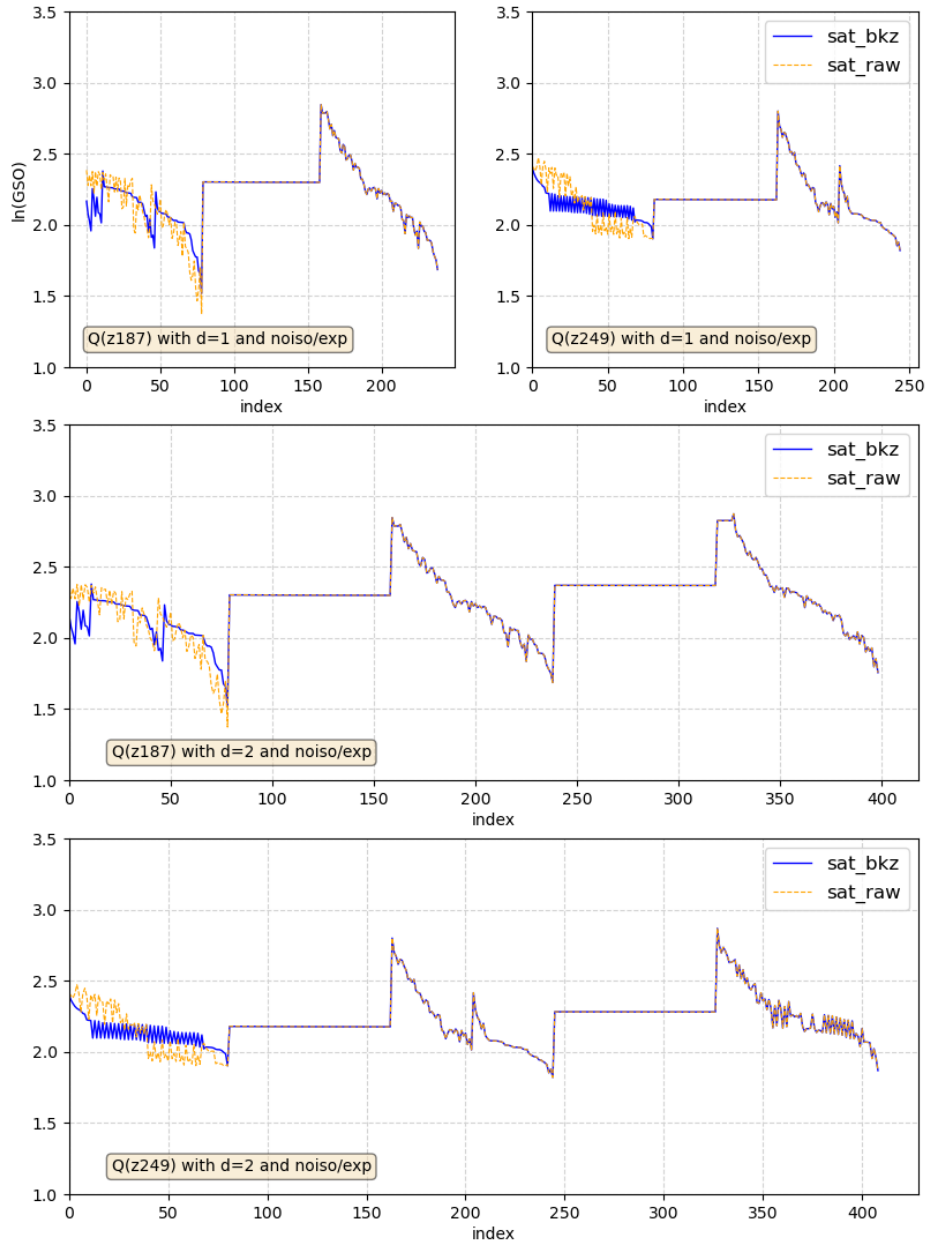 3.5
3.0
2.5
2.0
1.5
1.0
ln(GSO)
Q(z187) with d=1 and noiso/exp
0 50 100 150 200
index
3.5
3.0
2.5
2.0
1.5
1.0
sat_bkz
sat_raw
Q(z249) with d=1 and noiso/exp
0 50 100 150 200 250
index
3.5
3.0
2.5
2.0
1.5
1.0
sat_bkz
sat_raw
Q(z187) with d=2 and noiso/exp
0 50 100 150 200 250 300 350 400
index
3.5
3.0
2.5
2.0
1.5
1.0
sat_bkz
sat_raw
Q(z249) with d=2 and noiso/exp
0 50 100 150 200 250 300 350 400
index